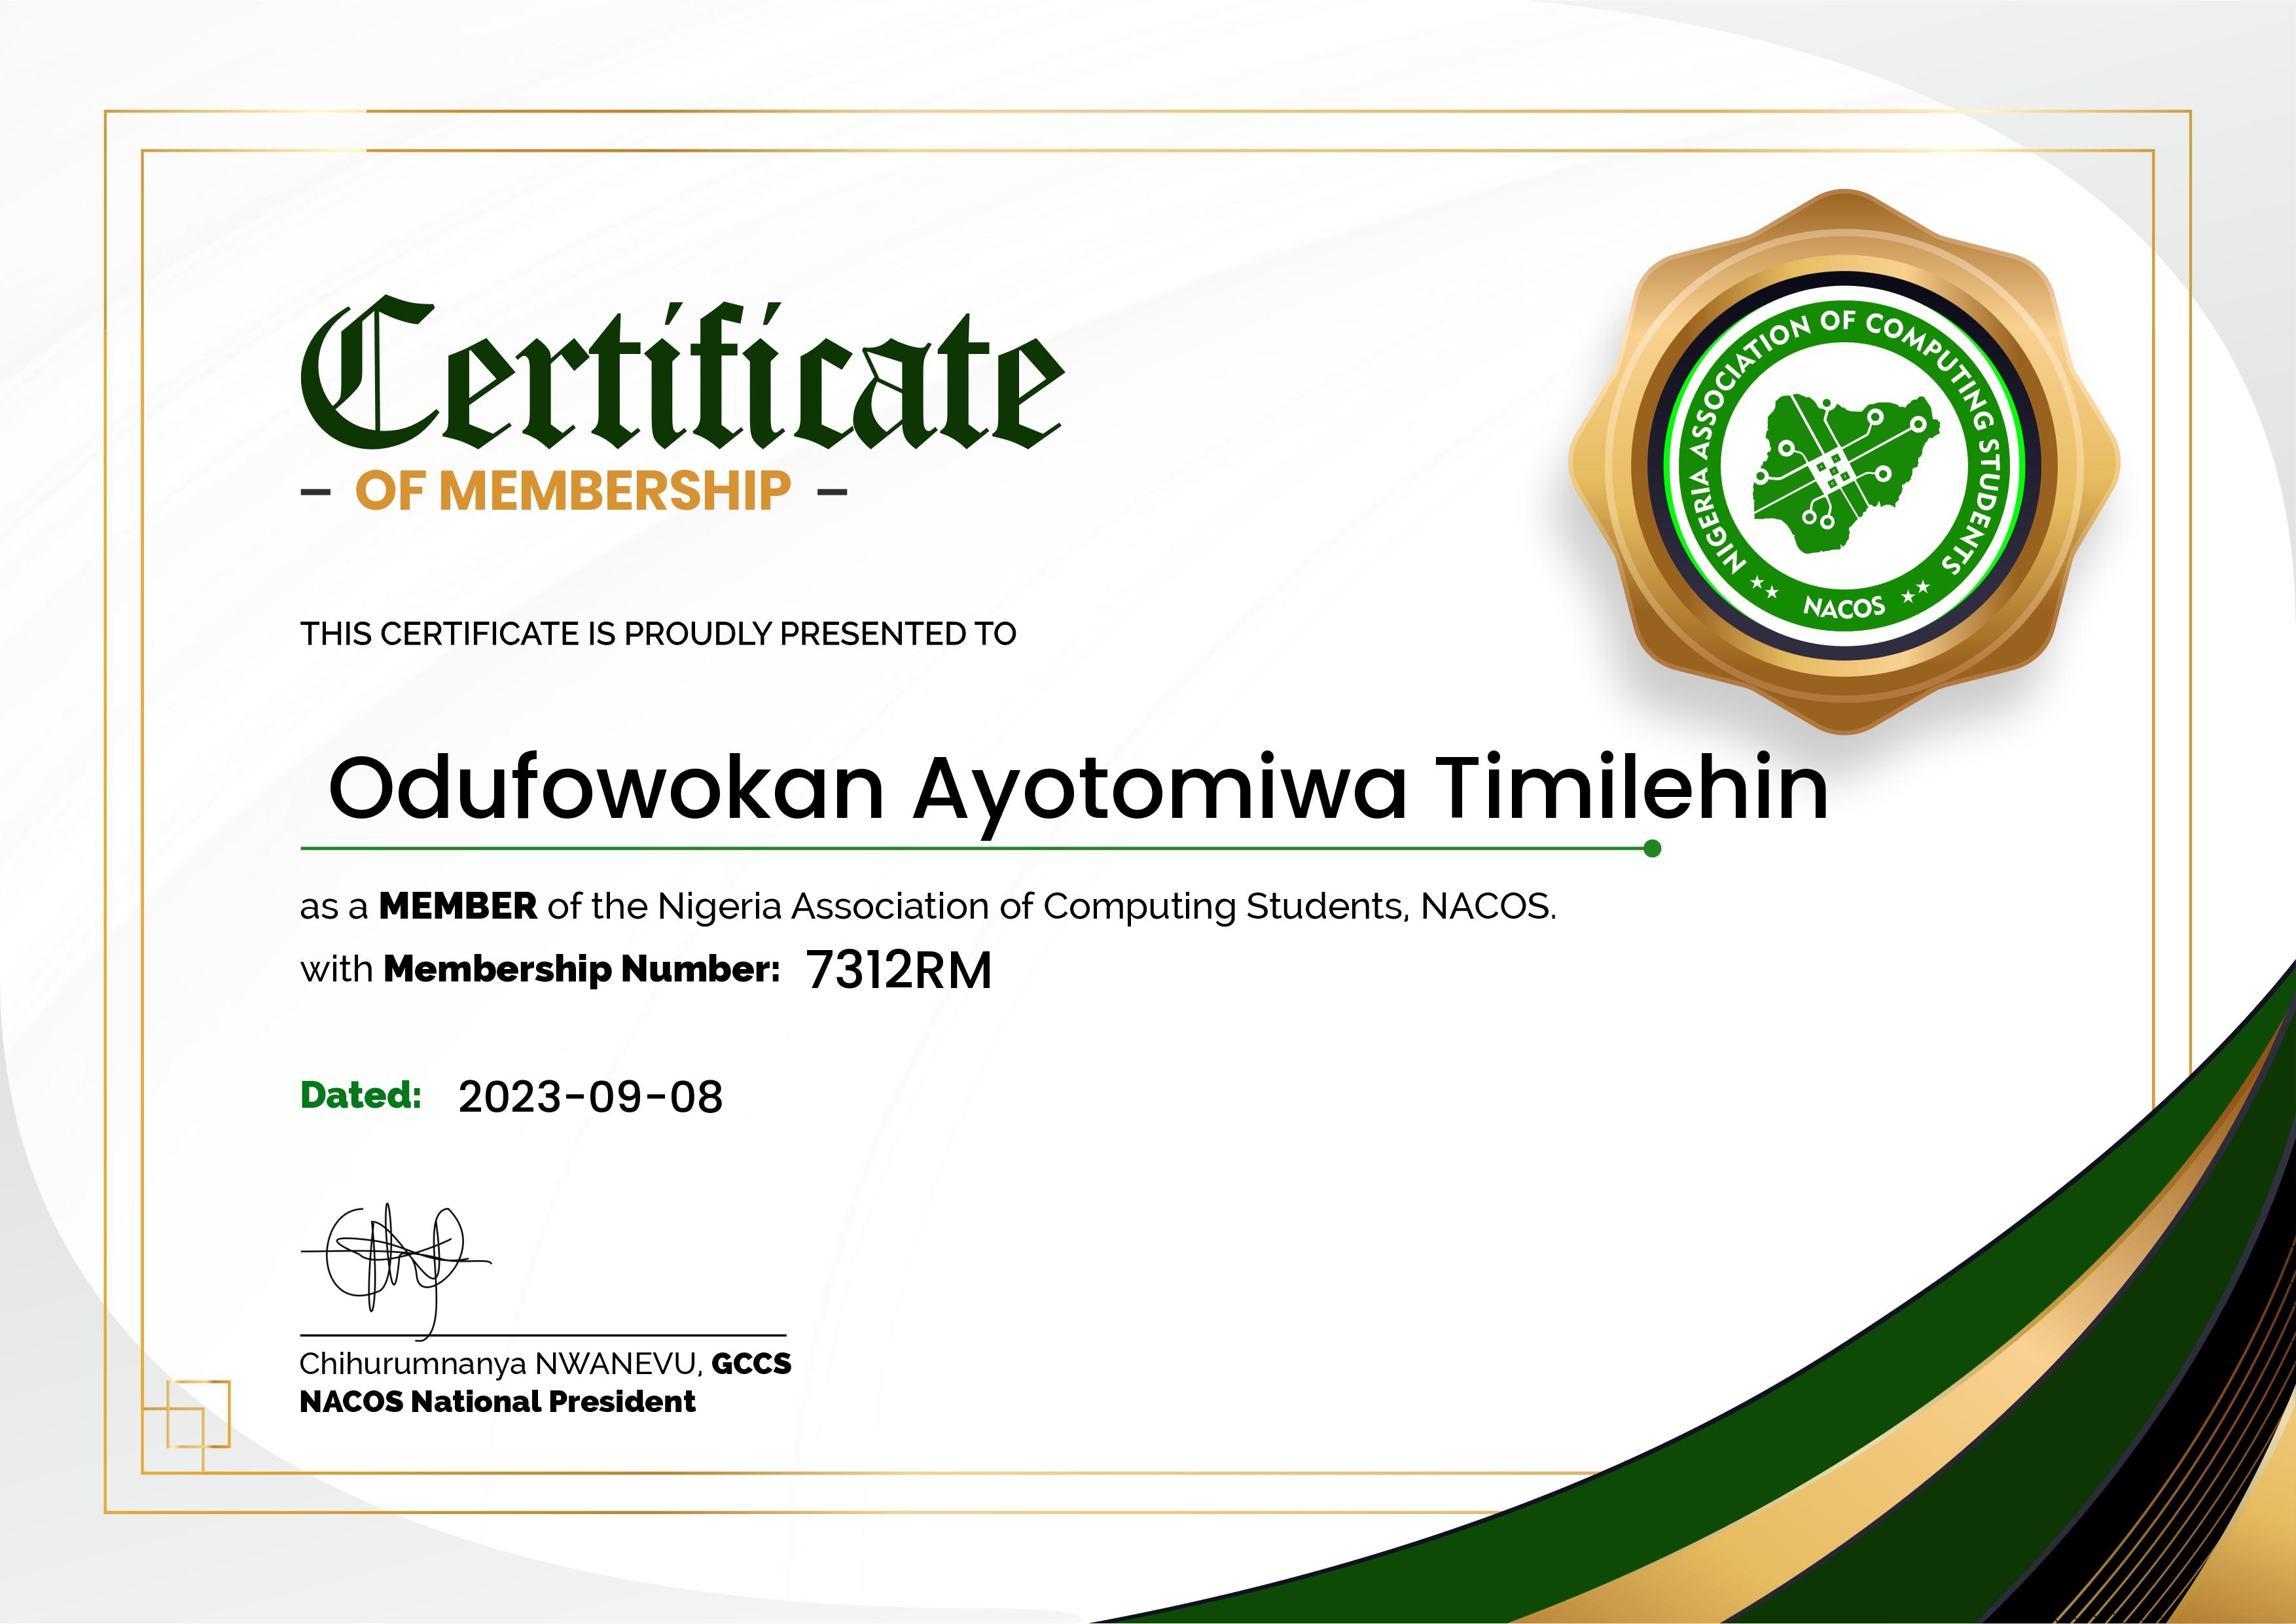 Certificate
– OF MEMBERSHIP –
NIGERIA ASSOCIATION OF COMPUTING STUDENTS
NACOS
THIS CERTIFICATE IS PROUDLY PRESENTED TO
Odufowokan Ayotomiwa Timilehin
as a MEMBER of the Nigeria Association of Computing Students, NACOS.
with Membership Number: 7312RM
Dated: 2023-09-08
Chihurumnanya NWANEVU, GCCS
NACOS National President